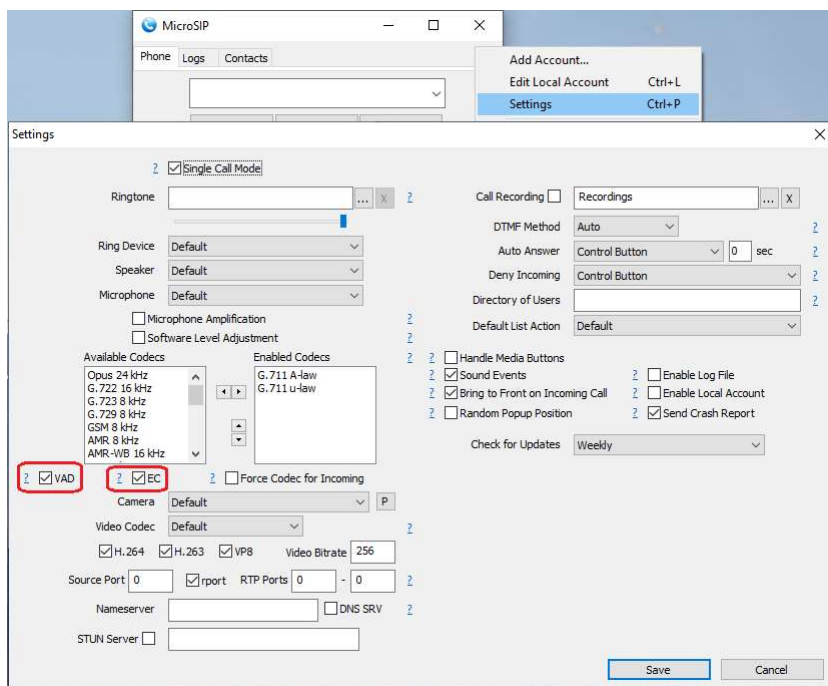 MicroSIP
Phone Logs Contacts
Add Account...
Edit Local Account Ctrl+L
Settings Ctrl+P
Settings
? Single Call Mode
Ringtone ... X ?
Ring Device Default
Speaker Default
Microphone Default
Microphone Amplification ?
Software Level Adjustment ?
Available Codecs Enabled Codecs ?
Opus 24 kHz
G.722 16 kHz
G.723 8 kHz
G.729 8 kHz
GSM 8 kHz
AMR 8 kHz
AMR-WB 16 kHz
G.711 A-law
G.711 u-law
? VAD ? EC ? Force Codec for Incoming
Camera Default P
Video Codec Default ?
H.264 H.263 VP8 Video Bitrate 256
Source Port 0 rport RTP Ports 0 - 0 ?
Nameserver DNS SRV ?
STUN Server
Call Recording Recordings ... X
DTMF Method Auto ?
Auto Answer Control Button 0 sec ?
Deny Incoming Control Button ?
Directory of Users ?
Default List Action Default
? Handle Media Buttons
? Sound Events ? Enable Log File
? Bring to Front on Incoming Call ? Enable Local Account
? Random Popup Position ? Send Crash Report
Check for Updates Weekly
Save Cancel